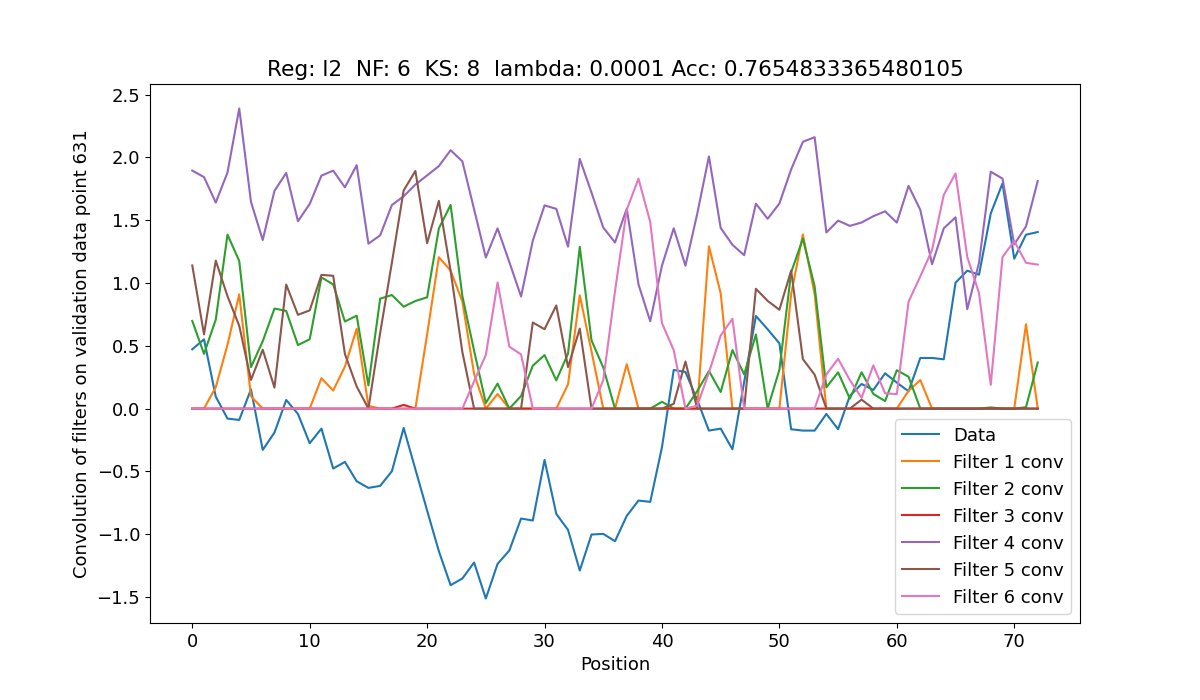 Reg: l2  NF: 6  KS: 8  lambda: 0.0001 Acc: 0.7654833365480105
Convolution of filters on validation data point 631
2.5
2.0
1.5
1.0
0.5
0.0
−0.5
−1.0
−1.5
0 10 20 30 40 50 60 70
Position
Data
Filter 1 conv
Filter 2 conv
Filter 3 conv
Filter 4 conv
Filter 5 conv
Filter 6 conv